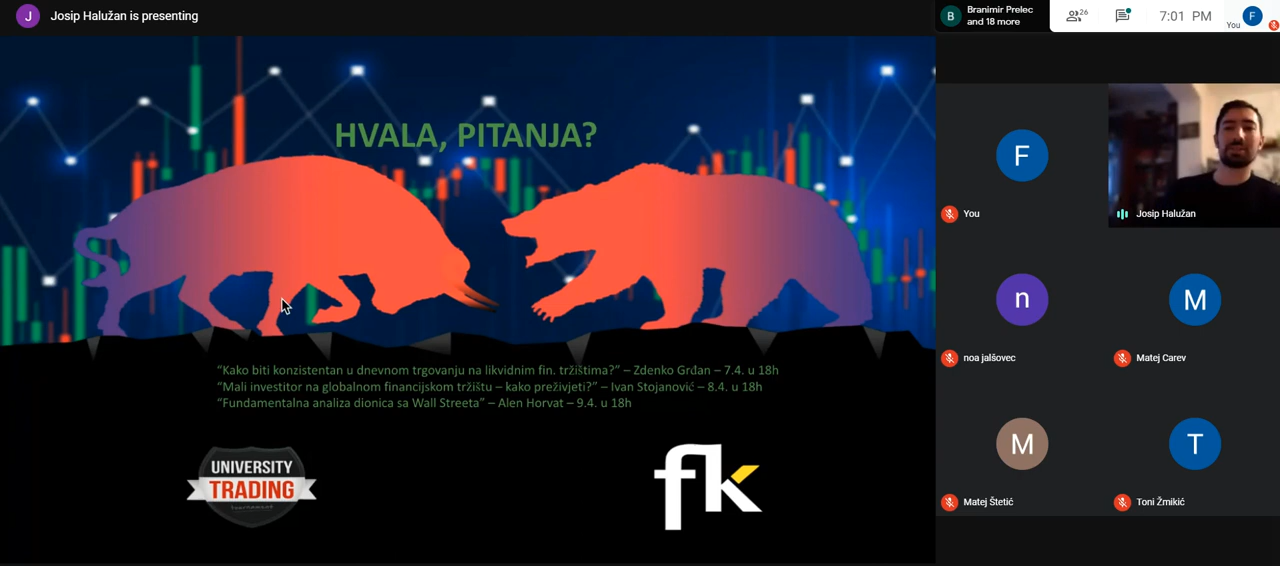 J
Josip Halužan is presenting
B
Branimir Prelec
and 18 more
26
7:01 PM
You
F
HVALA, PITANJA?
F
You
Josip Halužan
n
noa jalšovec
M
Matej Carev
"Kako biti konzistentan u dnevnom trgovanju na likvidnim fin. tržištima?" – Zdenko Grđan – 7.4. u 18h
"Mali investitor na globalnom financijskom tržištu – kako preživjeti?" – Ivan Stojanović – 8.4. u 18h
"Fundamentalna analiza dionica sa Wall Streeta" – Alen Horvat – 9.4. u 18h
M
Matej Štetić
T
Toni Žmikić
UNIVERSITY
TRADING
fk